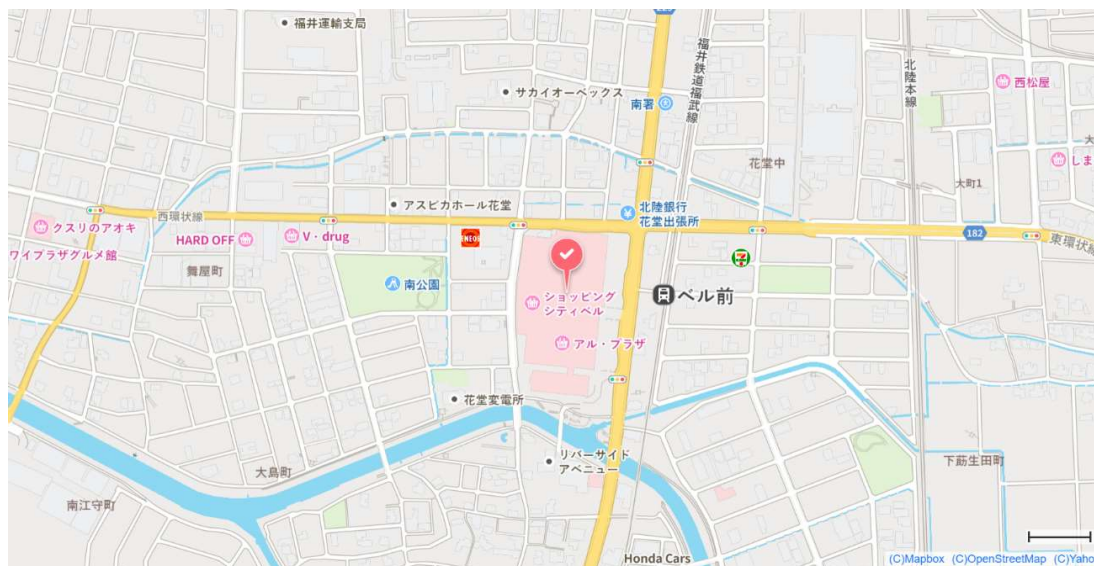 福井運輸支局
サカイオーベックス
南署
福井鉄道福武線
北陸本線
西松屋
花堂中
大町1
しま
西環状線
アスピカホール花堂
北陸銀行
花堂出張所
182
東環状線
クスリのアオキ
ワイプラザグルメ館
HARD OFF
V・drug
NEO
舞屋町
南公園
ショッピング
シティベル
アル・プラザ
ベル前
7
花堂変電所
リバーサイド
アベニュー
大島町
南江守町
下莇生田町
Honda Cars
(C)Mapbox (C)OpenStreetMap (C)Yaho